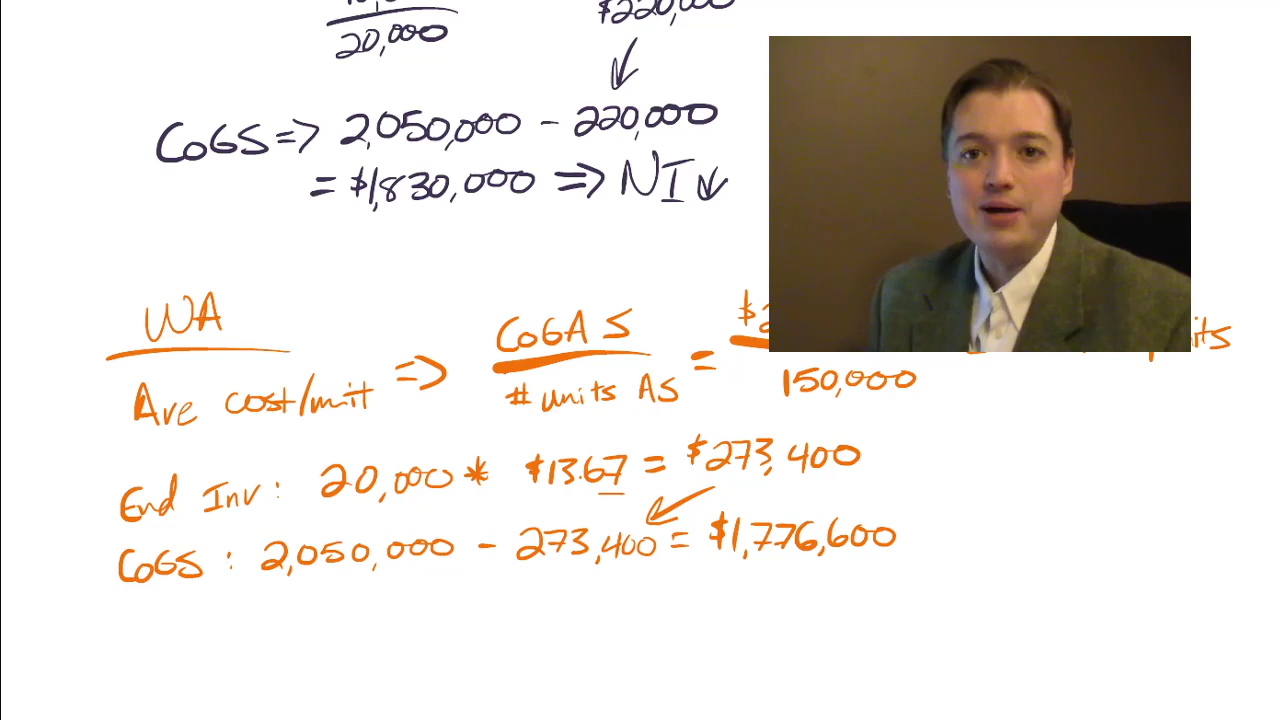 20,000
$220,000
CoGS => 2,050,000 - 220,000
= $1,830,000 => NI↓
WA
Ave cost/unit => CoGAS / # units AS = $2 / 150,000
End Inv: 20,000 * $13.67 = $273,400
CoGS: 2,050,000 - 273,400 = $1,776,600